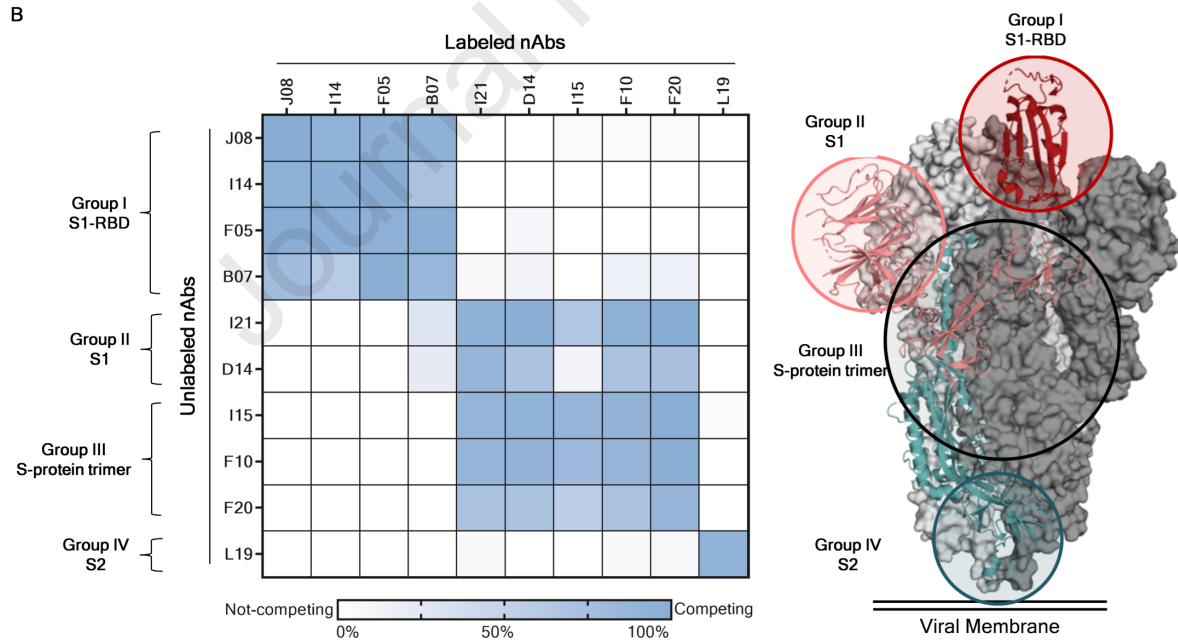 B
Labeled nAbs
J08
I14
F05
B07
I21
D14
I15
F10
F20
L19
Unlabeled nAbs
Group I
S1-RBD
Group II
S1
Group III
S-protein trimer
Group IV
S2
J08
I14
F05
B07
I21
D14
I15
F10
F20
L19
Not-competing
Competing
0%
50%
100%
Group I
S1-RBD
Group II
S1
Group III
S-protein trimer
Group IV
S2
Viral Membrane
Journal